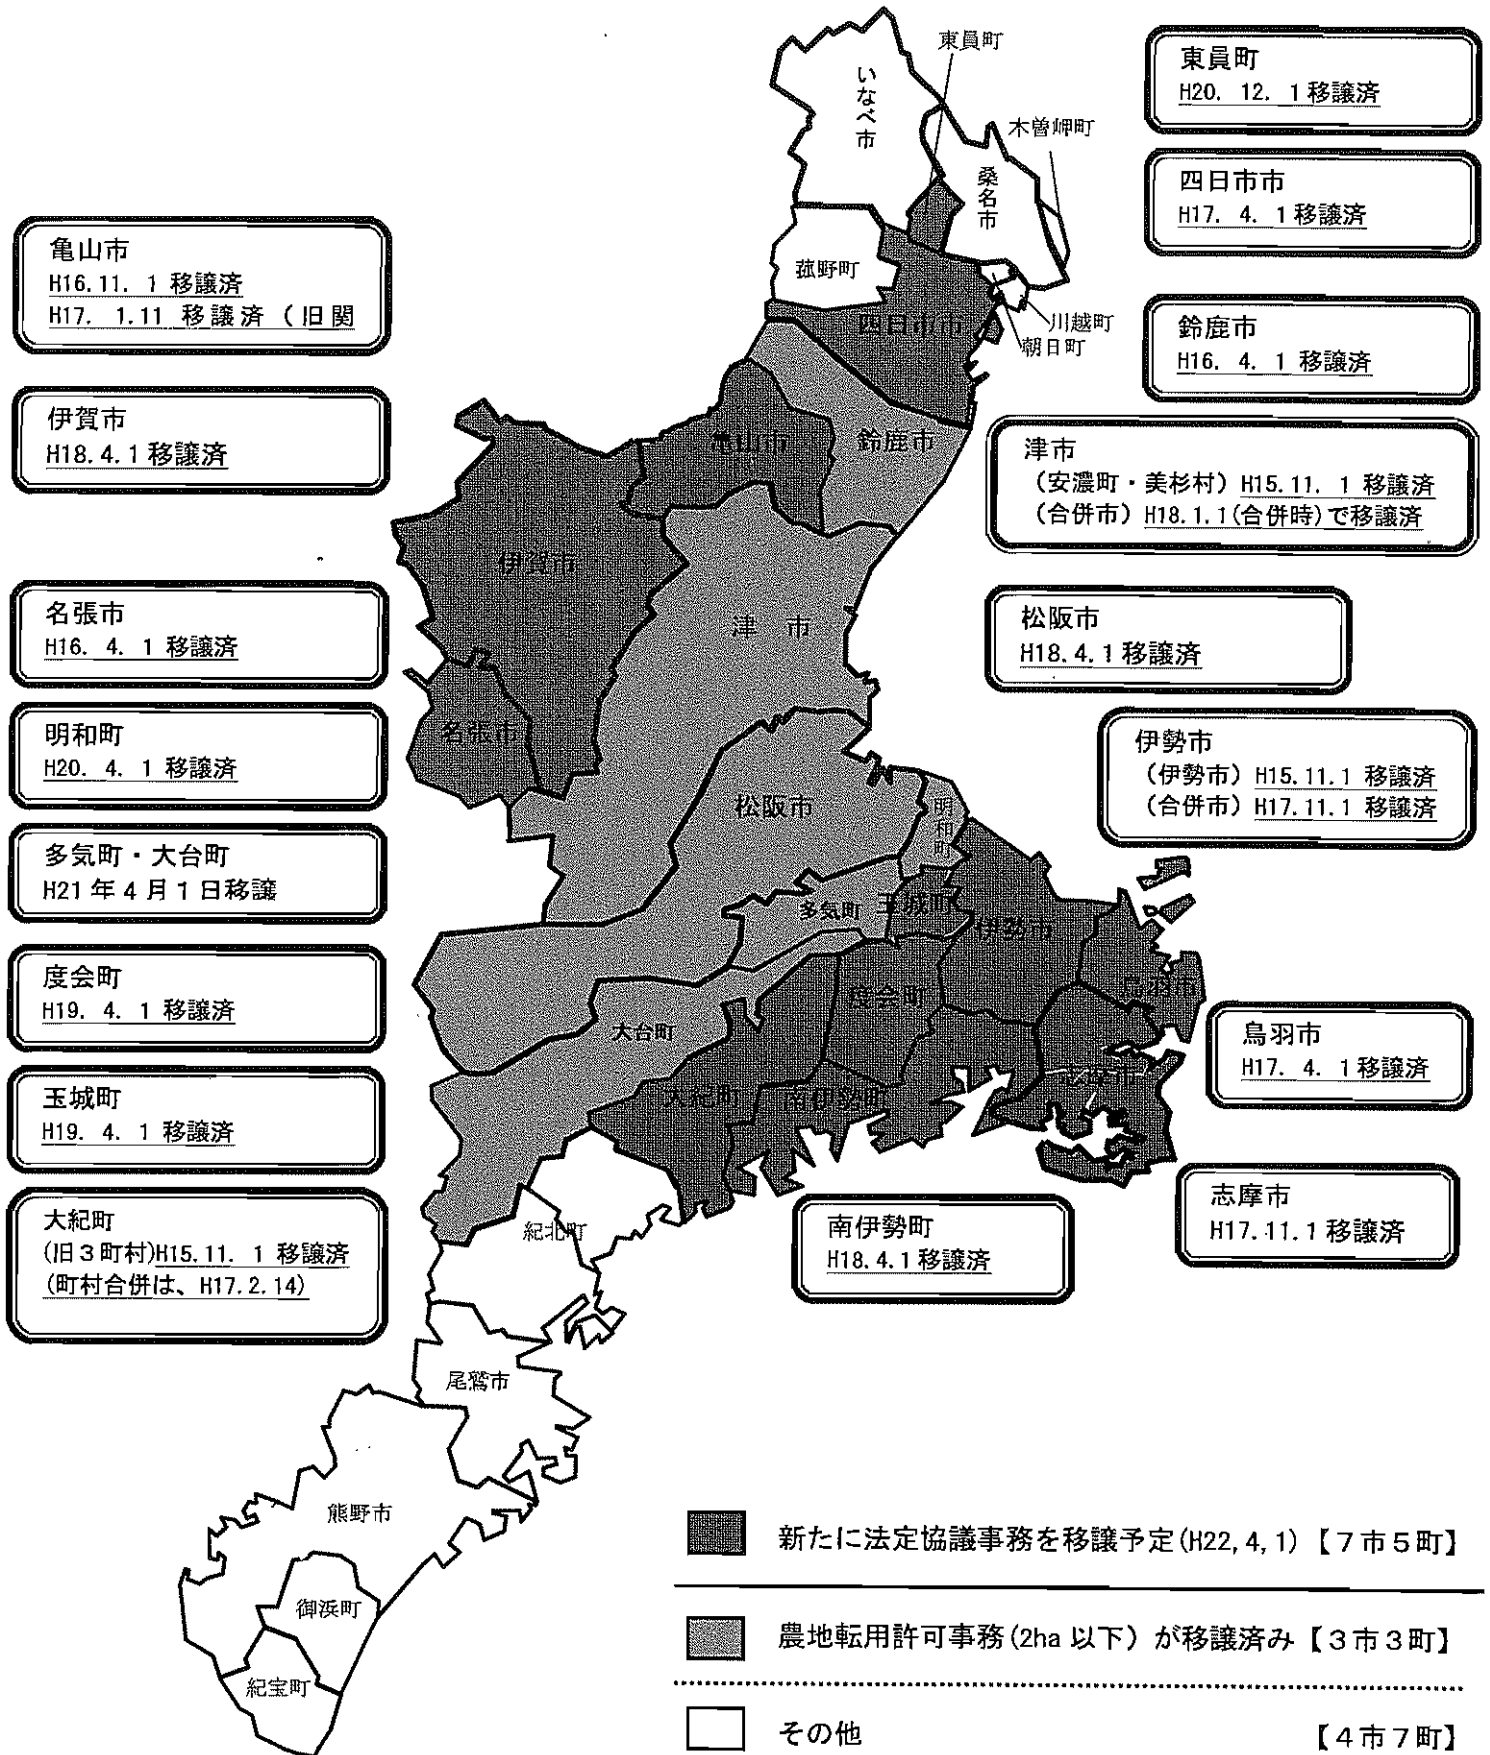 東員町
いなべ市
木曽岬町
桑名市
菰野町
四日市市
川越町
朝日町
亀山市
鈴鹿市
伊賀市
津 市
名張市
松阪市
明和町
多気町
玉城町
伊勢市
鳥羽市
度会町
大台町
志摩市
大紀町
南伊勢町
紀北町
尾鷲市
熊野市
御浜町
紀宝町
亀山市
H16.11. 1 移譲済
H17. 1.11 移譲済 (旧関
伊賀市
H18.4.1 移譲済
名張市
H16. 4. 1 移譲済
明和町
H20. 4. 1 移譲済
多気町・大台町
H21 年 4 月 1 日移譲
度会町
H19. 4. 1 移譲済
玉城町
H19. 4. 1 移譲済
大紀町
(旧3町村)H15.11. 1 移譲済
(町村合併は、H17.2.14)
東員町
H20. 12. 1 移譲済
四日市市
H17. 4. 1 移譲済
鈴鹿市
H16. 4. 1 移譲済
津市
(安濃町・美杉村) H15.11. 1 移譲済
(合併市) H18.1.1(合併時)で移譲済
松阪市
H18.4.1 移譲済
伊勢市
(伊勢市) H15.11.1 移譲済
(合併市) H17.11.1 移譲済
鳥羽市
H17. 4. 1 移譲済
志摩市
H17.11.1 移譲済
南伊勢町
H18.4.1 移譲済
新たに法定協議事務を移譲予定(H22,4,1)【7市5町】
農地転用許可事務(2ha 以下) が移譲済み【3市3町】
その他 【4市7町】